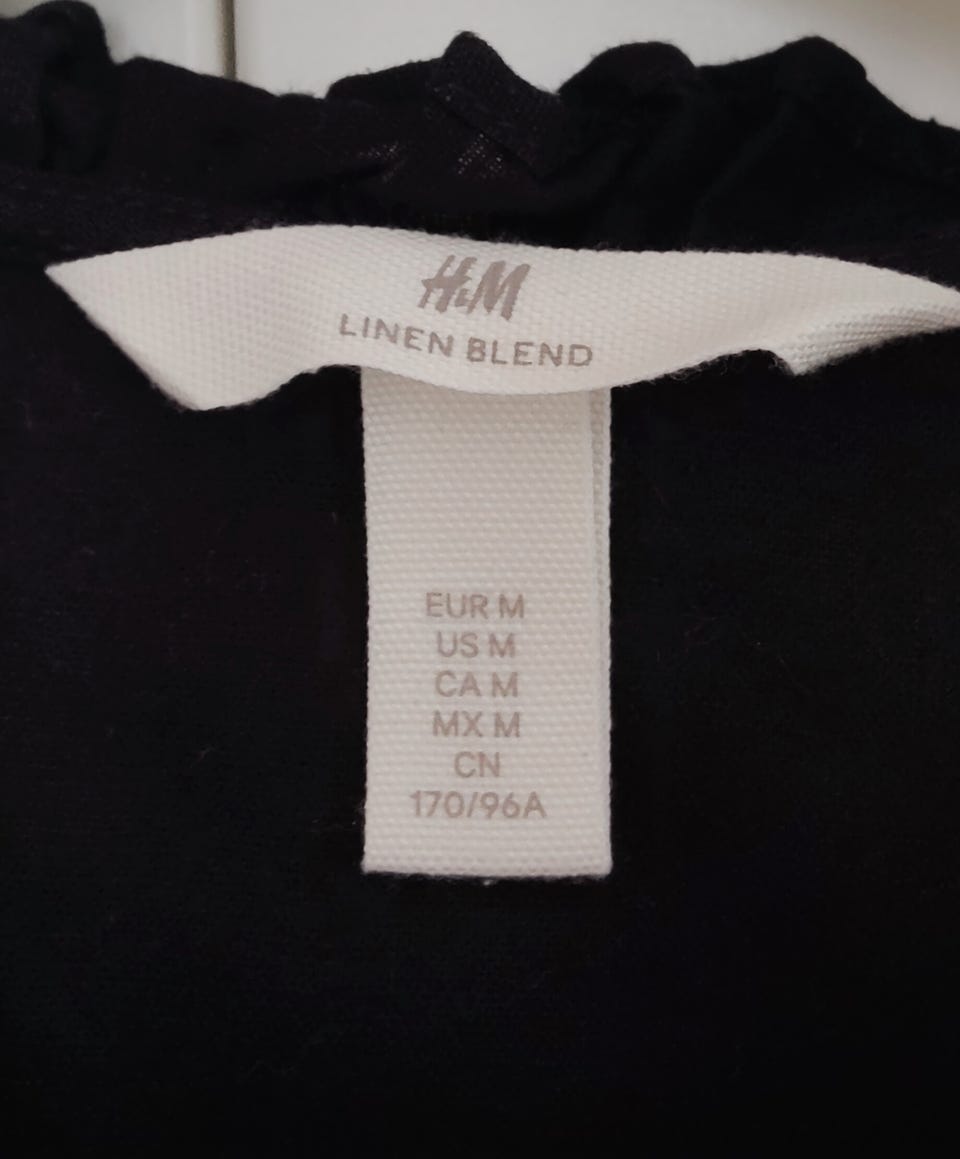 H&M
LINEN BLEND
EUR M
US M
CA M
MX M
CN
170/96A